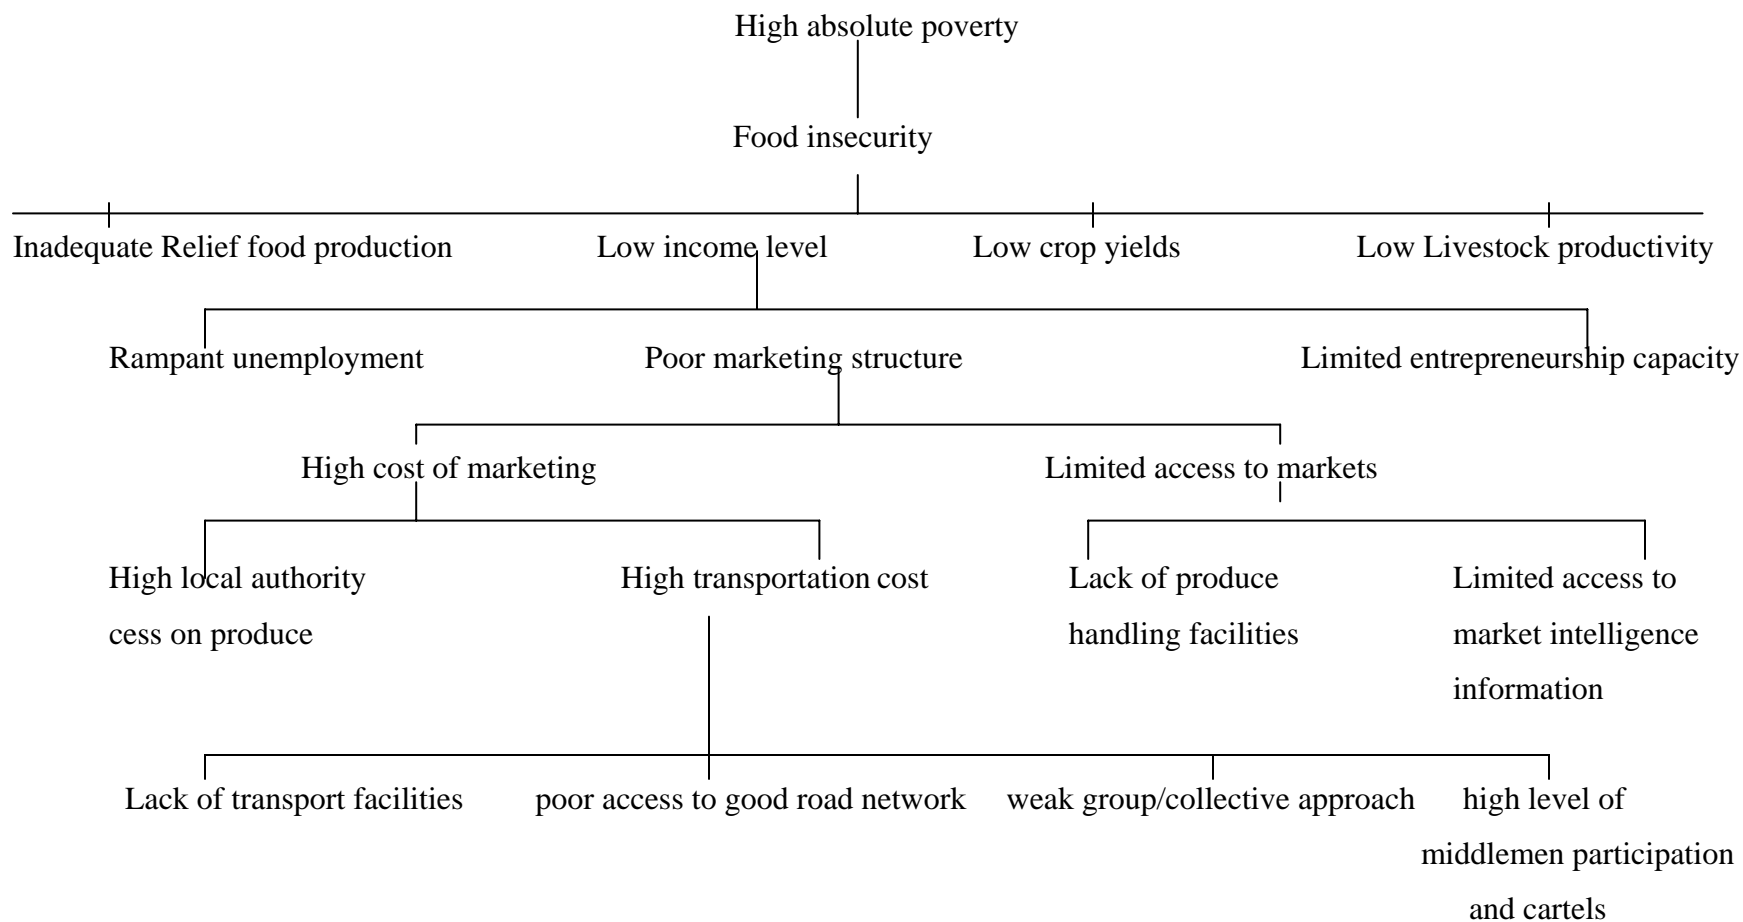 High absolute poverty
Food insecurity
Inadequate Relief food production
Low income level
Low crop yields
Low Livestock productivity
Rampant unemployment
Poor marketing structure
Limited entrepreneurship capacity
High cost of marketing
Limited access to markets
High local authority
cess on produce
High transportation cost
Lack of produce
handling facilities
Limited access to
market intelligence
information
Lack of transport facilities
poor access to good road network
weak group/collective approach
high level of
middlemen participation
and cartels